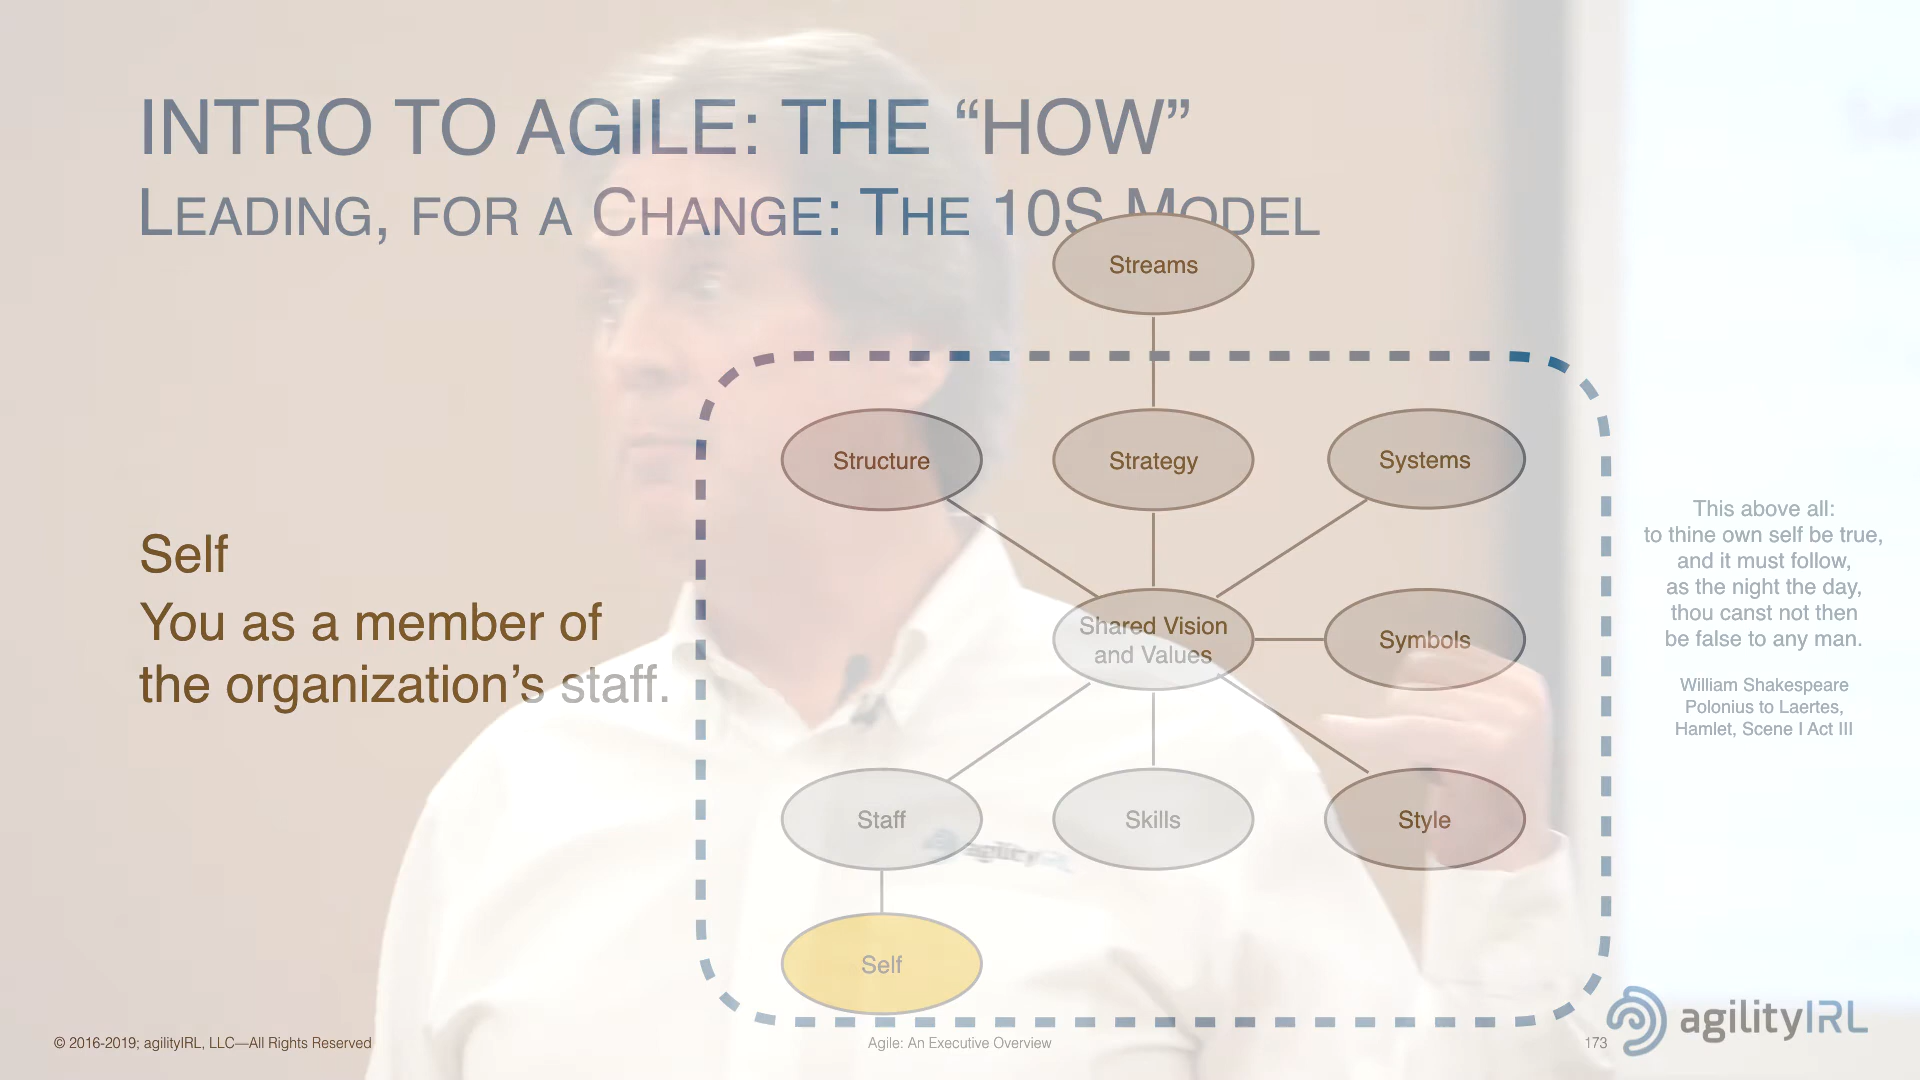 INTRO TO AGILE: THE “HOW”
LEADING, FOR A CHANGE: THE 10S MODEL
Streams
Structure
Strategy
Systems
Self
You as a member of
the organization’s staff.
Shared Vision
and Values
Symbols
This above all:
to thine own self be true,
and it must follow,
as the night the day,
thou canst not then
be false to any man.
William Shakespeare
Polonius to Laertes,
Hamlet, Scene I Act III
Staff
Skills
Style
agilityIRL
Self
© 2016-2019; agilityIRL, LLC—All Rights Reserved
Agile: An Executive Overview
173
agilityIRL